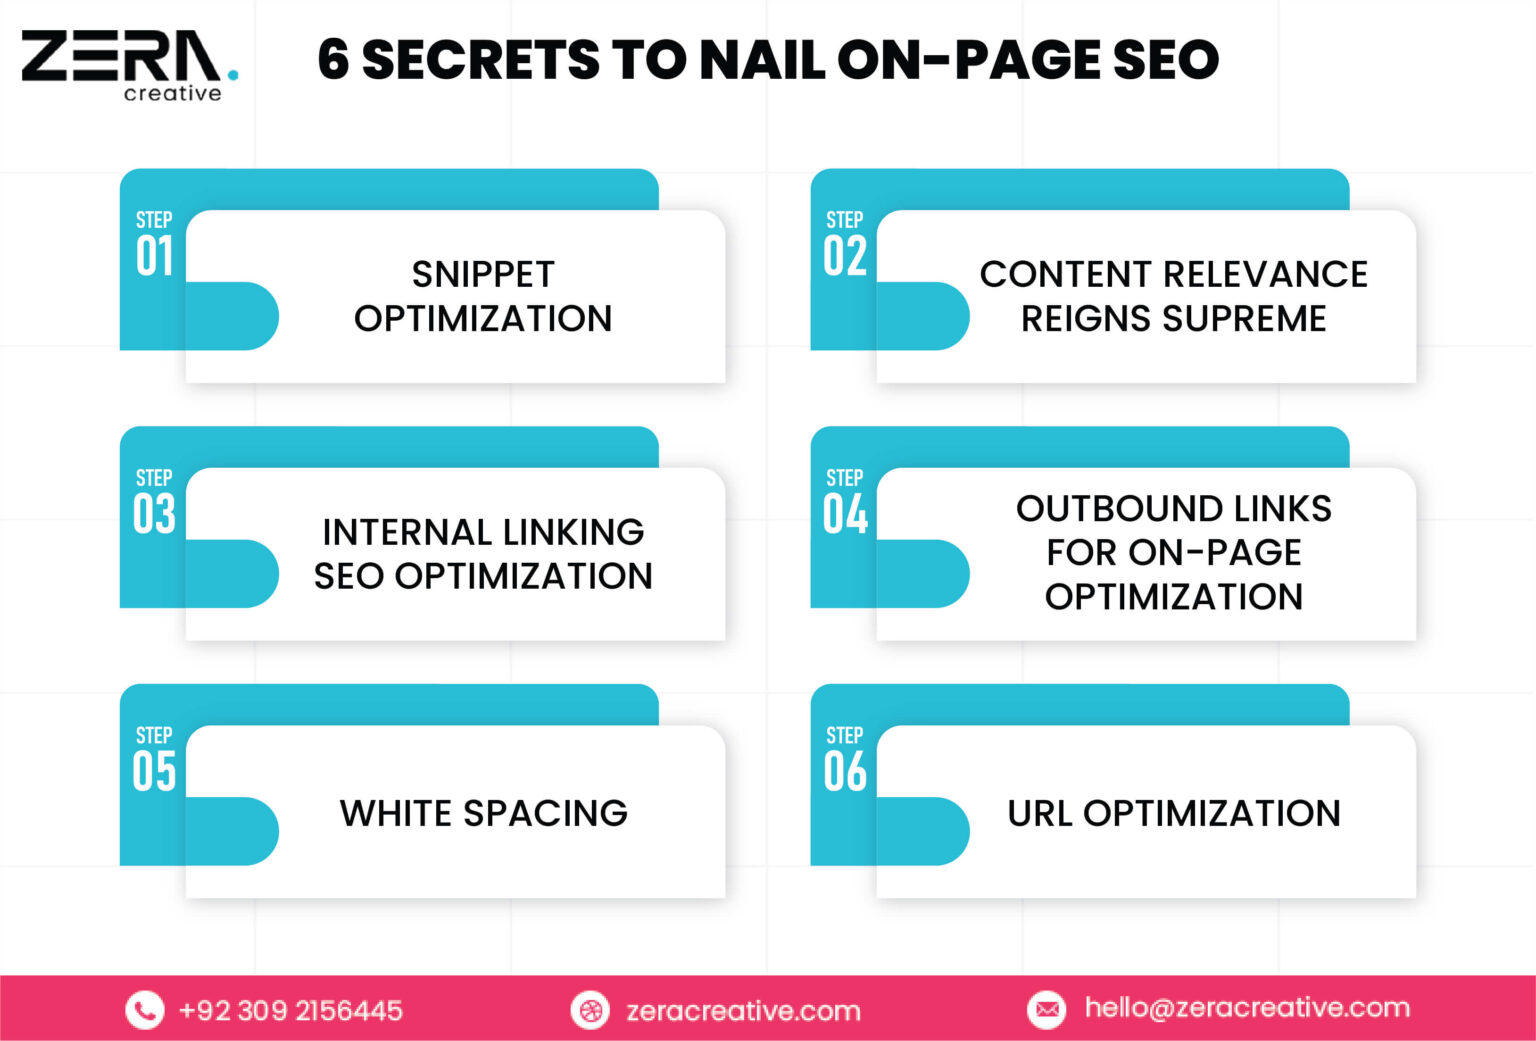 ZERA.
creative
6 SECRETS TO NAIL ON-PAGE SEO
STEP
01
SNIPPET
OPTIMIZATION
STEP
02
CONTENT RELEVANCE
REIGNS SUPREME
STEP
03
INTERNAL LINKING
SEO OPTIMIZATION
STEP
04
OUTBOUND LINKS
FOR ON-PAGE
OPTIMIZATION
STEP
05
WHITE SPACING
STEP
06
URL OPTIMIZATION
+92 309 2156445
zeracreative.com
hello@zeracreative.com